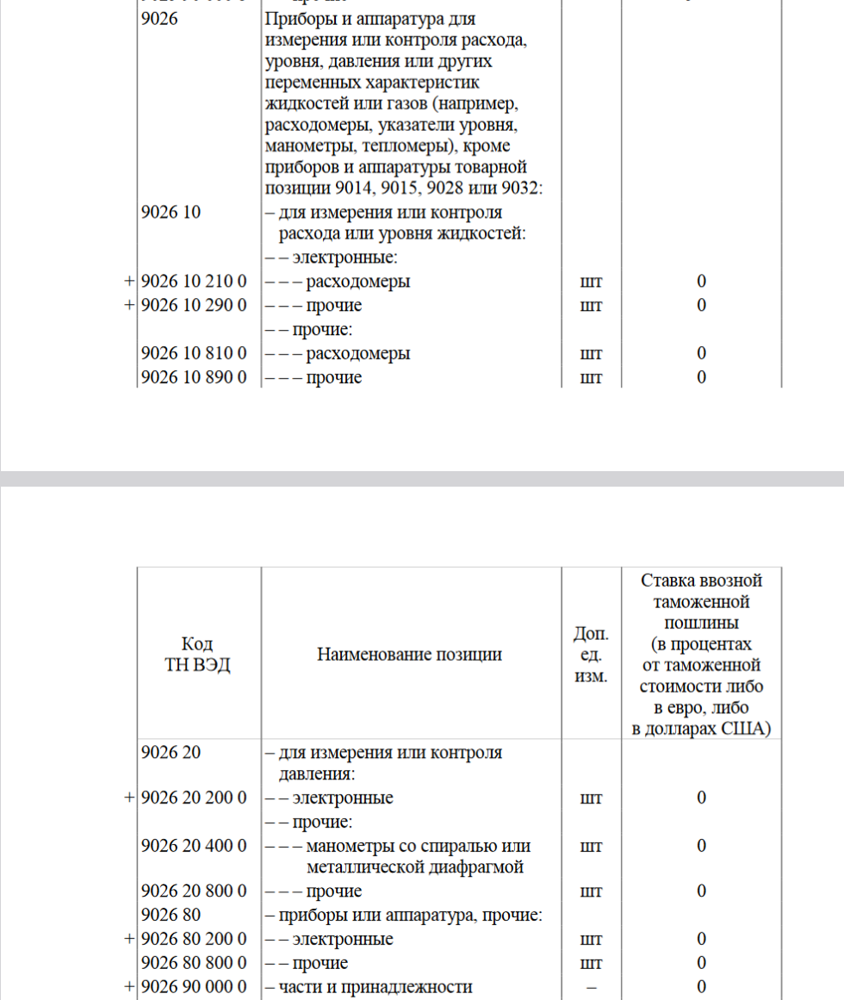 9026 Приборы и аппаратура для
измерения или контроля расхода,
уровня, давления или других
переменных характеристик
жидкостей или газов (например,
расходомеры, указатели уровня,
манометры, тепломеры), кроме
приборов и аппаратуры товарной
позиции 9014, 9015, 9028 или 9032:
9026 10 – для измерения или контроля
расхода или уровня жидкостей:
– – электронные:
+ 9026 10 210 0 – – – расходомеры шт 0
+ 9026 10 290 0 – – – прочие шт 0
– – прочие:
9026 10 810 0 – – – расходомеры шт 0
9026 10 890 0 – – – прочие шт 0
Код
ТН ВЭД
Наименование позиции
Доп.
ед.
изм.
Ставка ввозной
таможенной
пошлины
(в процентах
от таможенной
стоимости либо
в евро, либо
в долларах США)
9026 20 – для измерения или контроля
давления:
+ 9026 20 200 0 – – электронные шт 0
– – прочие:
9026 20 400 0 – – – манометры со спиралью или шт 0
металлической диафрагмой
9026 20 800 0 – – – прочие шт 0
9026 80 – приборы или аппаратура, прочие:
+ 9026 80 200 0 – – электронные шт 0
9026 80 800 0 – – прочие шт 0
+ 9026 90 000 0 – части и принадлежности – 0